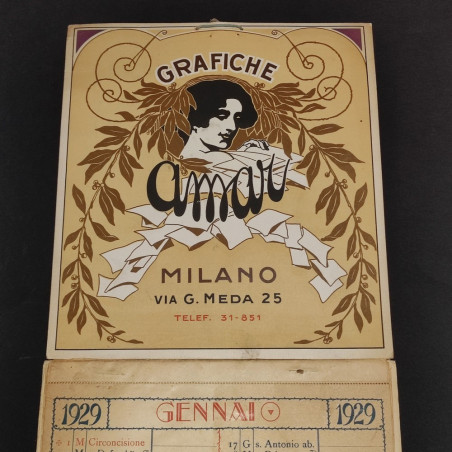 GRAFICHE
amar
MILANO
VIA G. MEDA 25
TELEF. 31-851
1929 GENNAIO 1929
1 M. Circoncisione
17 G s. Antonio ab.